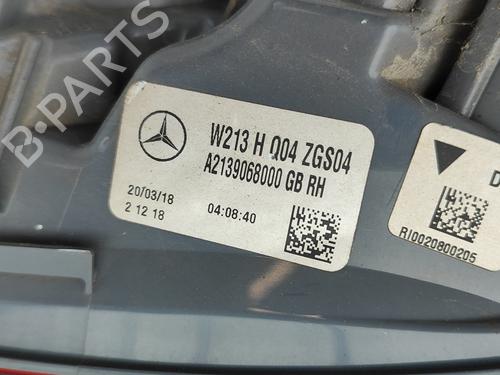 B-PARTS
W213 H 004 ZGS04
A2139068000 GB RH
20/03/18
04:08:40
2 12 18
D
RI0020800205